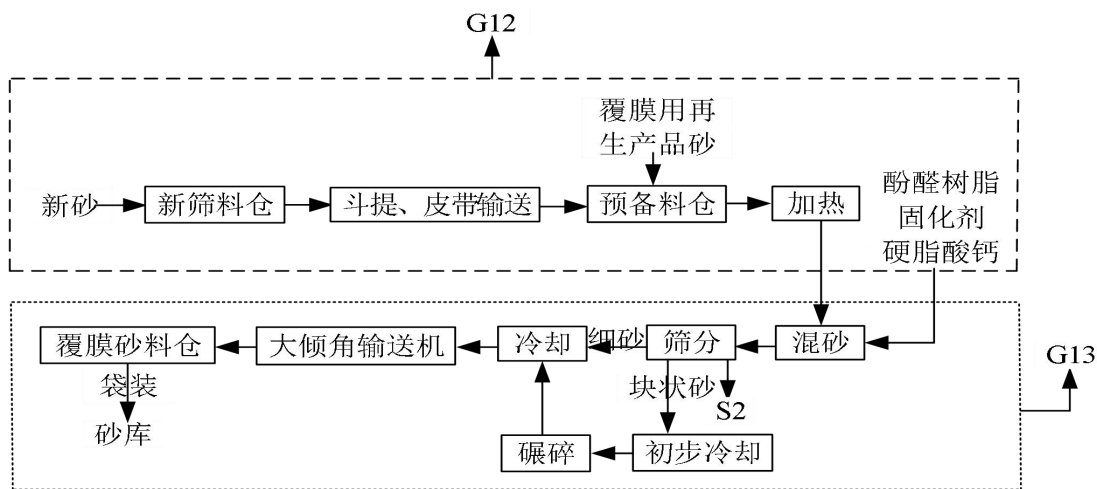 G12
覆膜用再
生产品砂
新砂
新筛料仓
斗提、皮带输送
预备料仓
加热
酚醛树脂
固化剂
硬脂酸钙
覆膜砂料仓
大倾角输送机
冷却
细砂
筛分
混砂
G13
袋装
块状砂
S2
砂库
碾碎
初步冷却